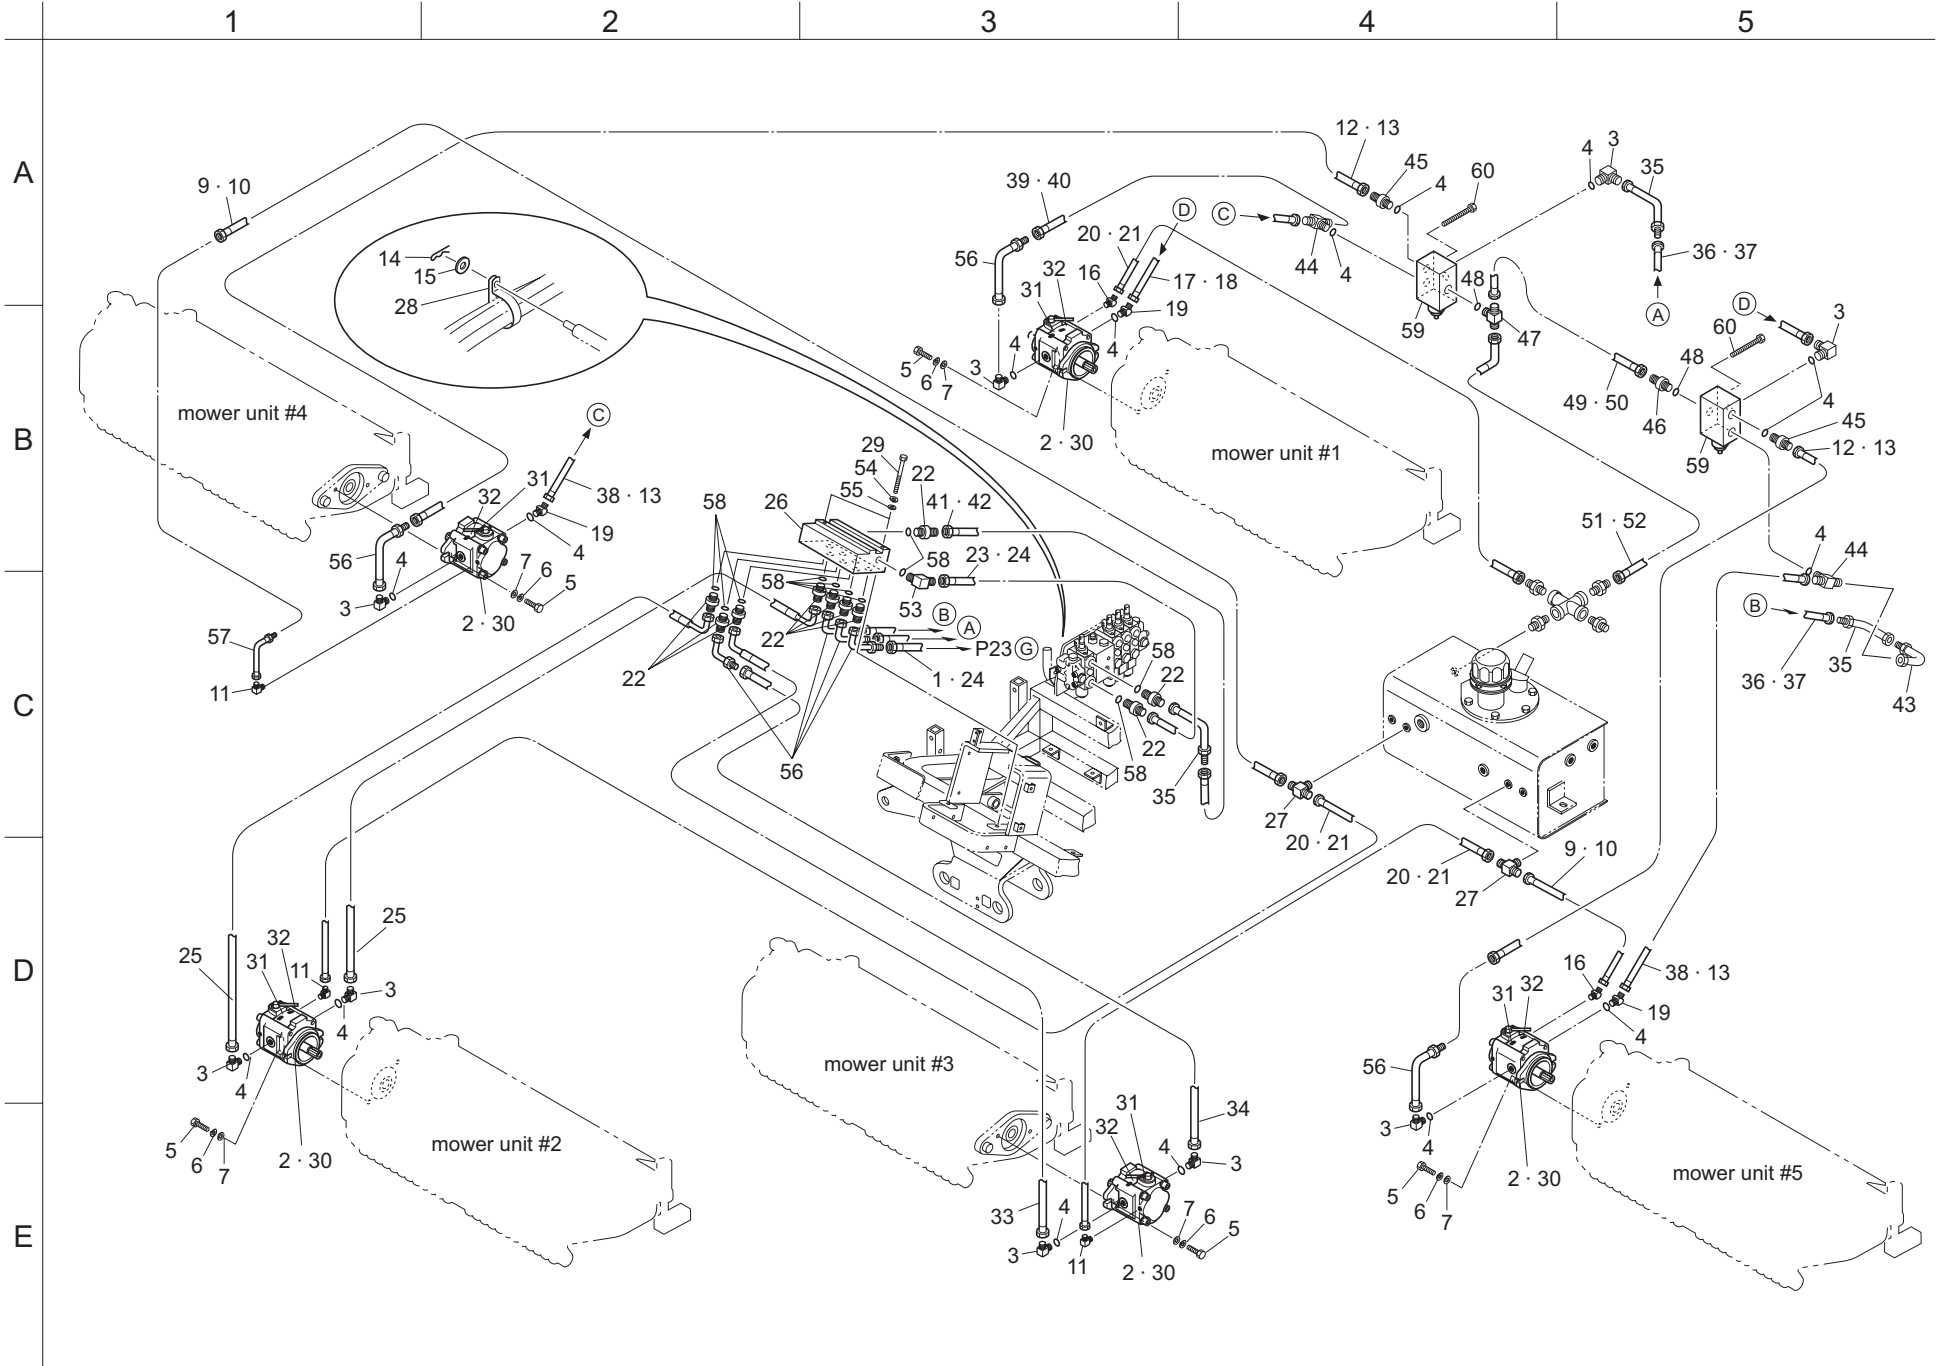 1 2 3 4 5
A
B
C
D
E
12 · 13
45
4
4
3
35
60
36 · 37
A
9 · 10
14
15
28
39 · 40
D
C
20 · 21
56
32
16
31
17 · 18
19
4
4
3
5
6
7
2 · 30
44
4
48
59
47
D
3
60
49 · 50
48
46
4
45
12 · 13
59
mower unit #4
C
31
32
38 · 13
19
4
56
4
3
7
6
5
2 · 30
57
11
mower unit #1
29
54
22
55
41 · 42
26
58
58
23 · 24
58
53
22
22
B
A
P23 G
1 · 24
56
58
22
22
58
35
51 · 52
4
44
B
36 · 37
35
43
27
20 · 21
20 · 21
27
9 · 10
25
25
32
31
11
3
4
3
4
5
6
7
2 · 30
mower unit #2
mower unit #3
34
31
32
4
3
33
4
3
11
7
6
5
2 · 30
16
38 · 13
32
31
19
4
56
3
4
5
6
7
2 · 30
mower unit #5